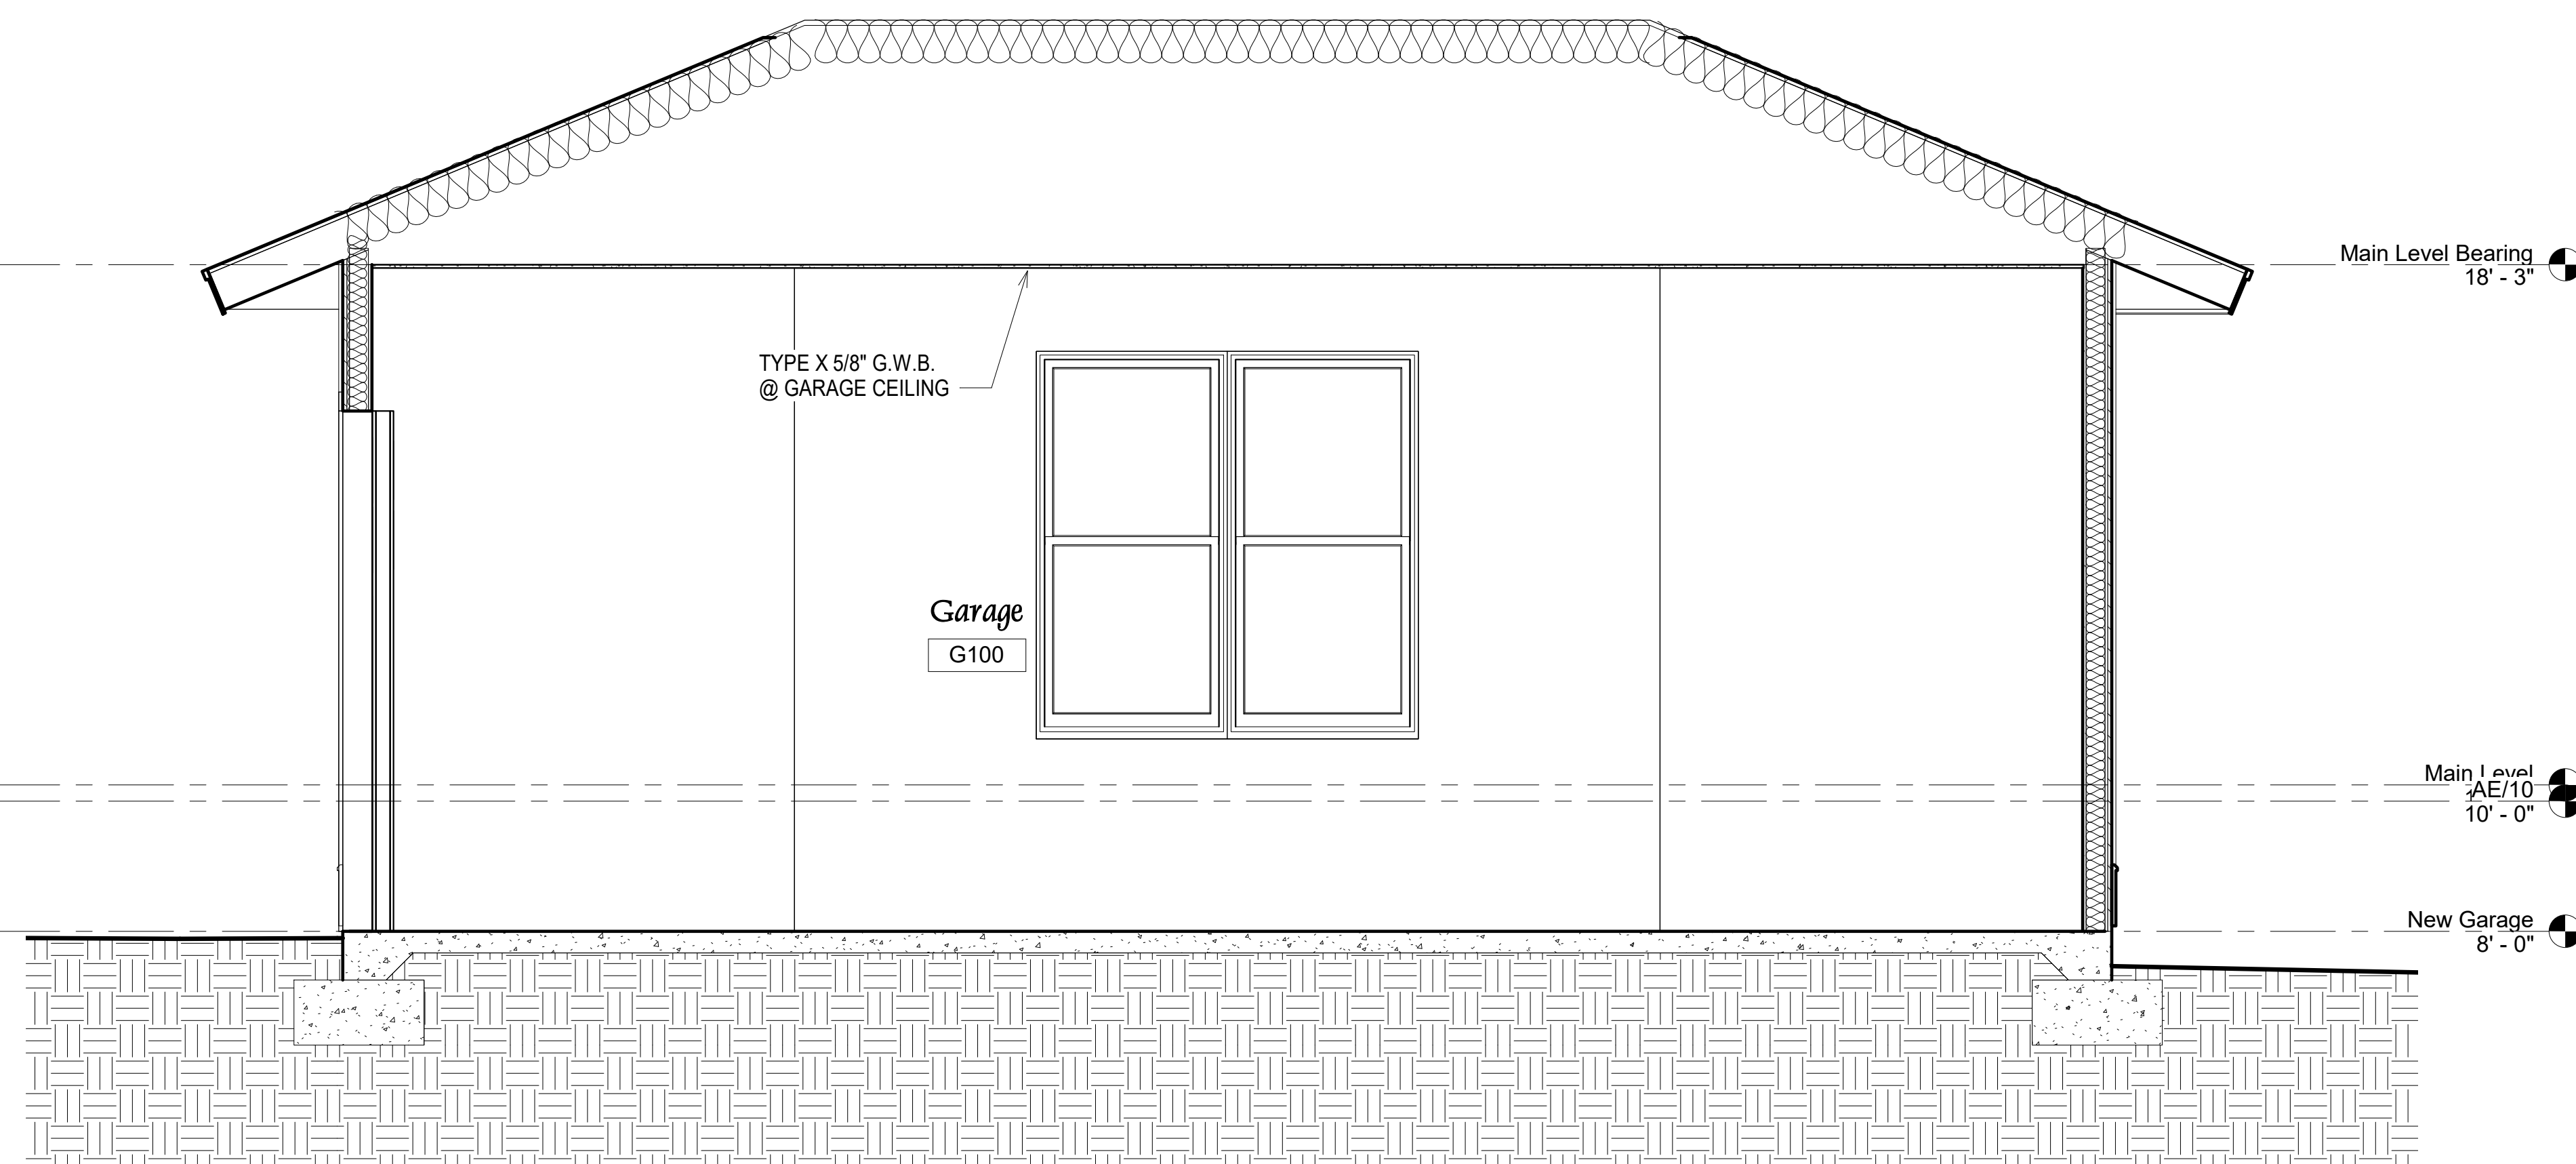 Main Level Bearing
18' - 3"
TYPE X 5/8" G.W.B.
@ GARAGE CEILING
Garage
G100
Main Level
AE/10
10' - 0"
New Garage
8' - 0"